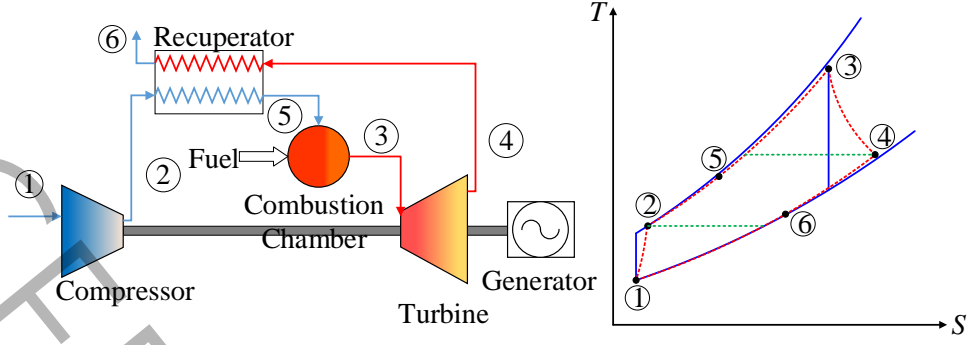 ⑥ Recuperator
① ② ⑤ ③ ④
Fuel
Combustion
Chamber
Compressor
Turbine
Generator
T
③
④
⑤
②
⑥
①
S